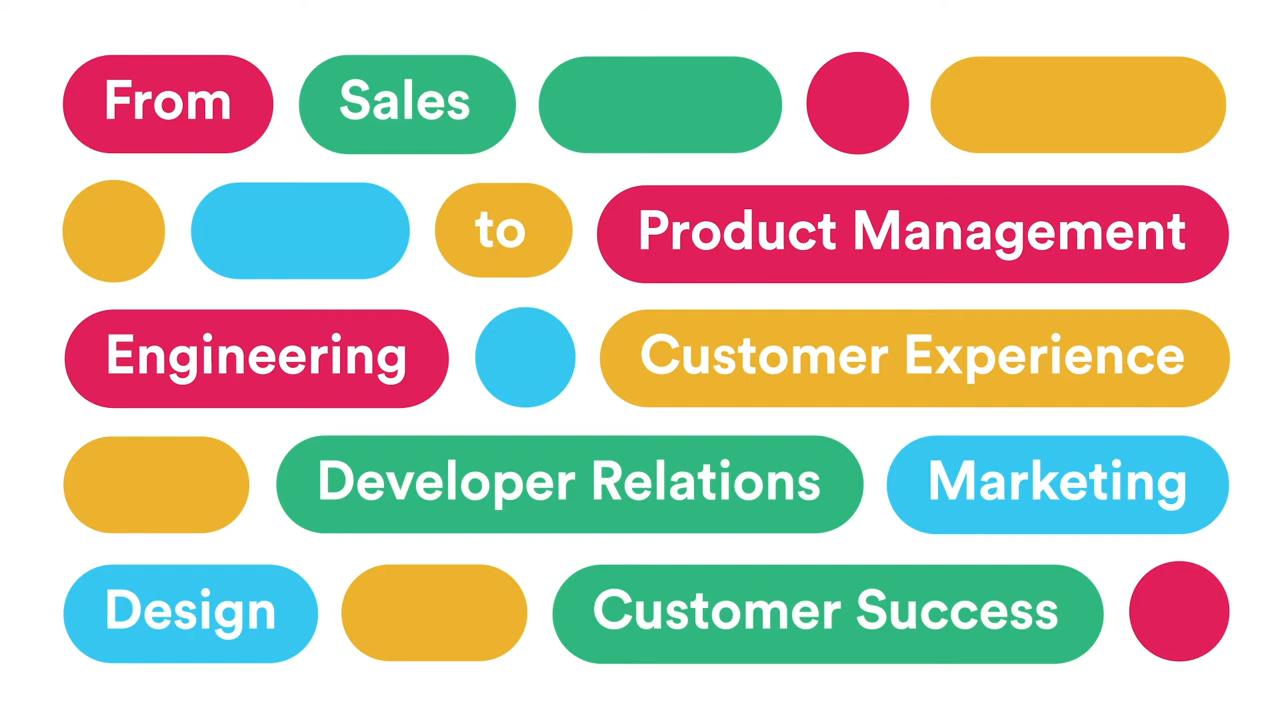 From Sales
to Product Management
Engineering Customer Experience
Developer Relations Marketing
Design Customer Success